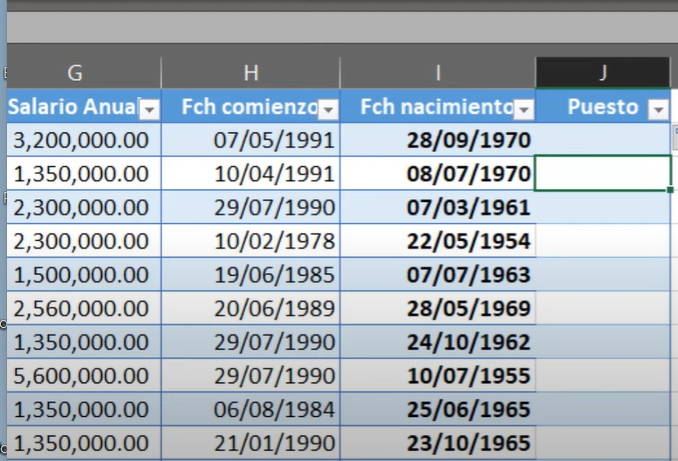 G H I J
Salario Anua Fch comienzo Fch nacimiento Puesto
3,200,000.00 07/05/1991 28/09/1970
1,350,000.00 10/04/1991 08/07/1970
2,300,000.00 29/07/1990 07/03/1961
2,300,000.00 10/02/1978 22/05/1954
1,500,000.00 19/06/1985 07/07/1963
2,560,000.00 20/06/1989 28/05/1969
1,350,000.00 29/07/1990 24/10/1962
5,600,000.00 29/07/1990 10/07/1955
1,350,000.00 06/08/1984 25/06/1965
1,350,000.00 21/01/1990 23/10/1965